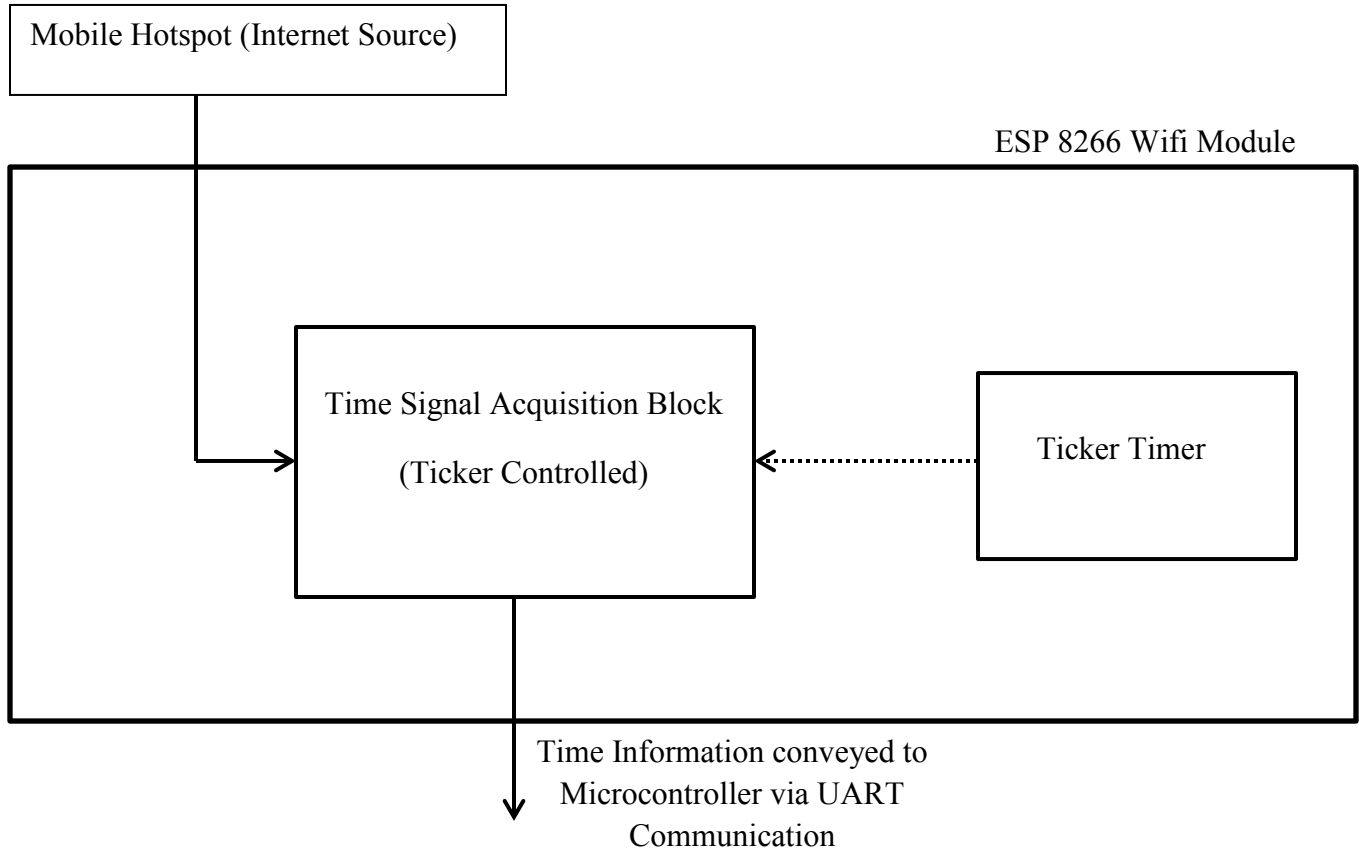 Mobile Hotspot (Internet Source)
ESP 8266 Wifi Module
Time Signal Acquisition Block
(Ticker Controlled)
Ticker Timer
Time Information conveyed to
Microcontroller via UART
Communication